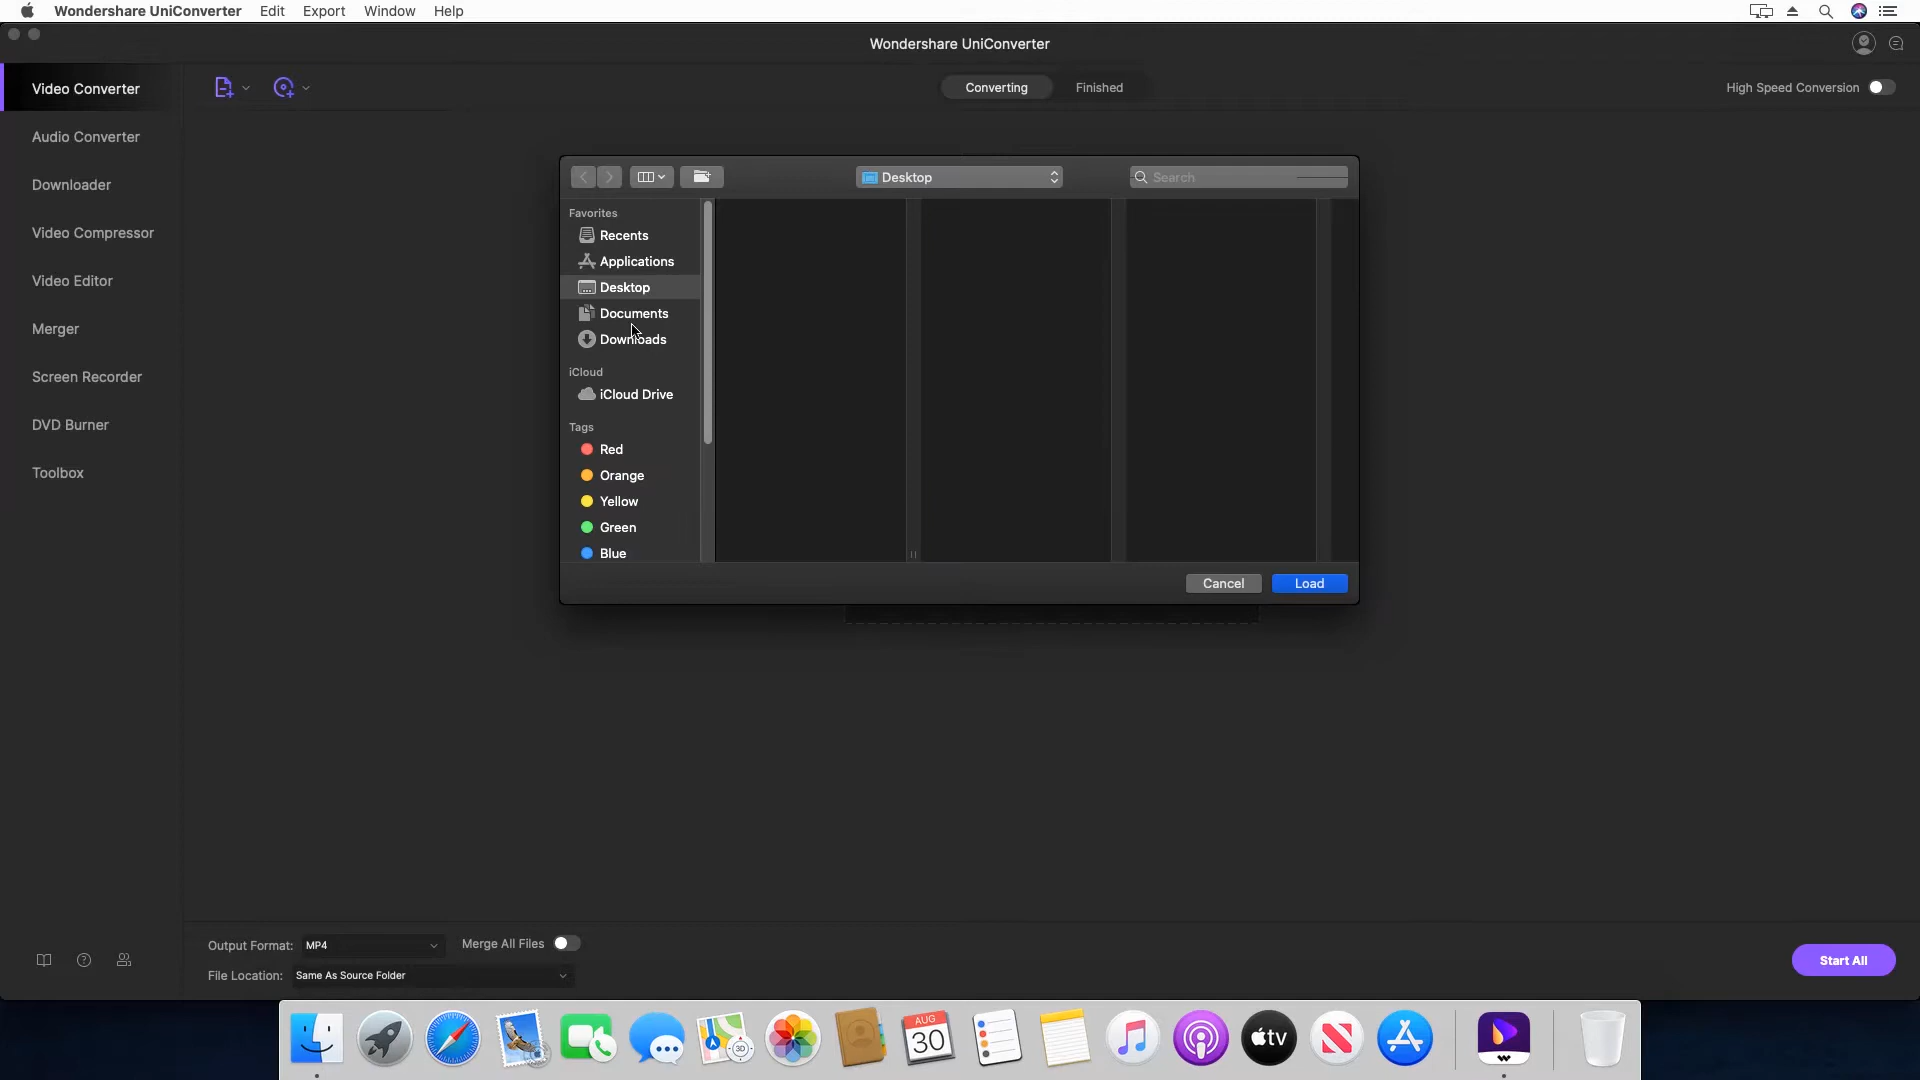 Wondershare UniConverter Edit Export Window Help
Wondershare UniConverter
Video Converter
Converting Finished
High Speed Conversion
Audio Converter
Downloader
Video Compressor
Video Editor
Merger
Screen Recorder
DVD Burner
Toolbox
Desktop
Search
Favorites
Recents
Applications
Desktop
Documents
Downloads
iCloud
iCloud Drive
Tags
Red
Orange
Yellow
Green
Blue
Cancel Load
Output Format: MP4 Merge All Files
File Location: Same As Source Folder
Start All
3D
AUG
30
tv